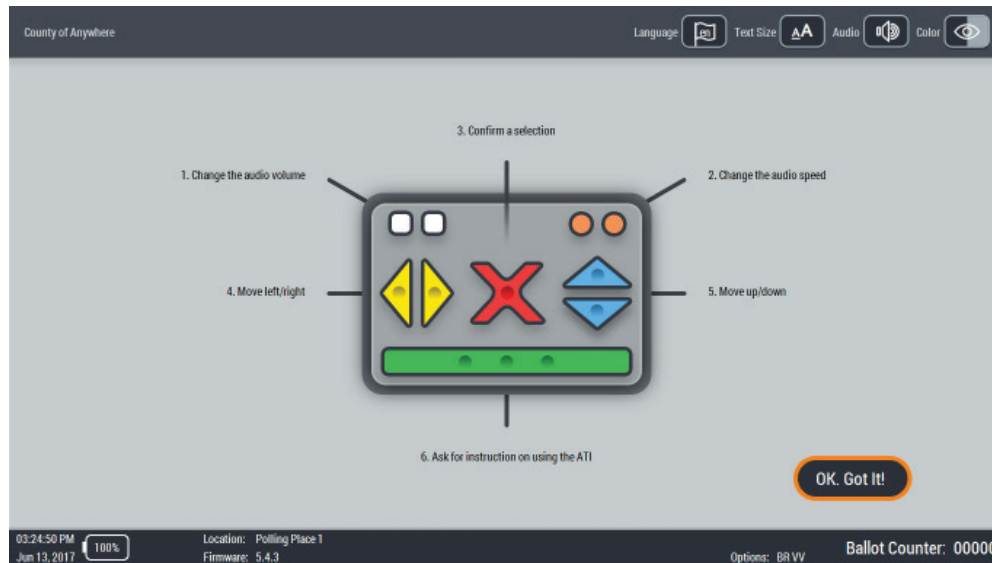 County of Anywhere
Language en Text Size AA Audio Color
3. Confirm a selection
1. Change the audio volume
2. Change the audio speed
4. Move left/right
5. Move up/down
6. Ask for instruction on using the ATI
OK. Got It!
03:24:50 PM
Jun 13, 2017
100%
Location: Polling Place 1
Firmware: 5.4.3
Options: BR VV
Ballot Counter: 00000